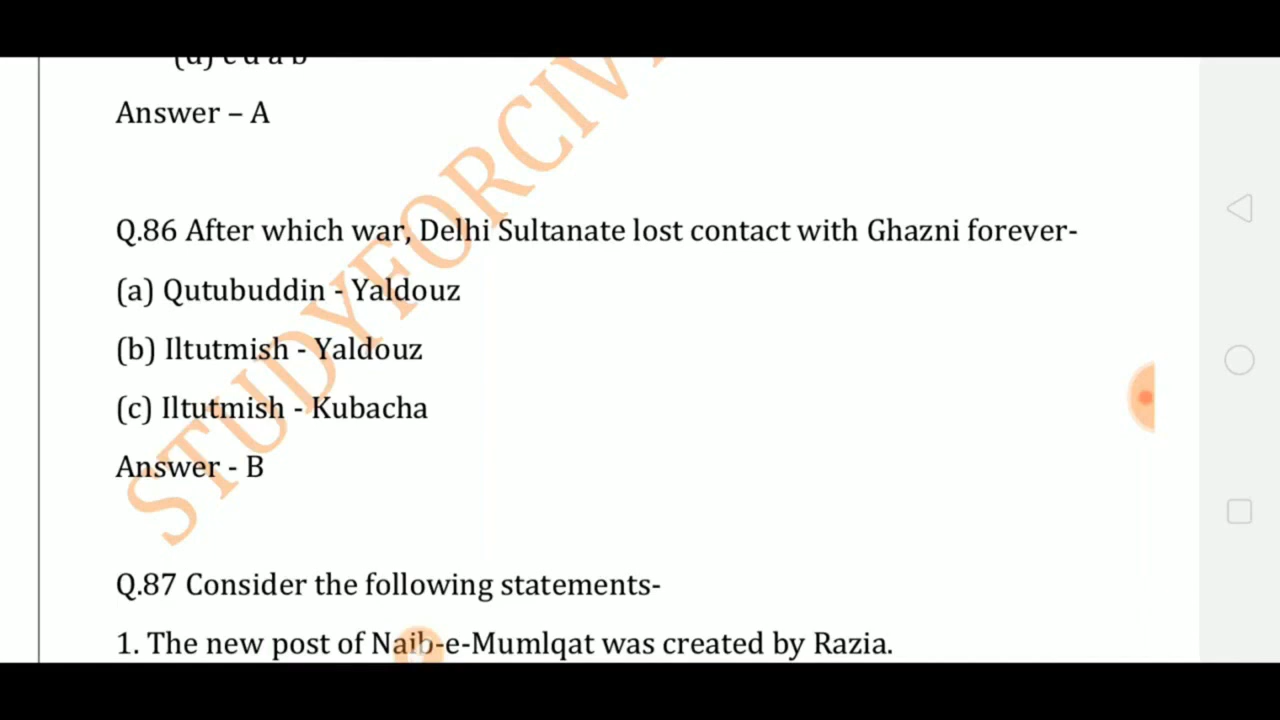 (d) c d a b
Answer – A
Q.86 After which war, Delhi Sultanate lost contact with Ghazni forever-
(a) Qutubuddin - Yaldouz
(b) Iltutmish - Yaldouz
(c) Iltutmish - Kubacha
Answer - B
Q.87 Consider the following statements-
1. The new post of Naib-e-Mumlqat was created by Razia.
STUDYFORCIV